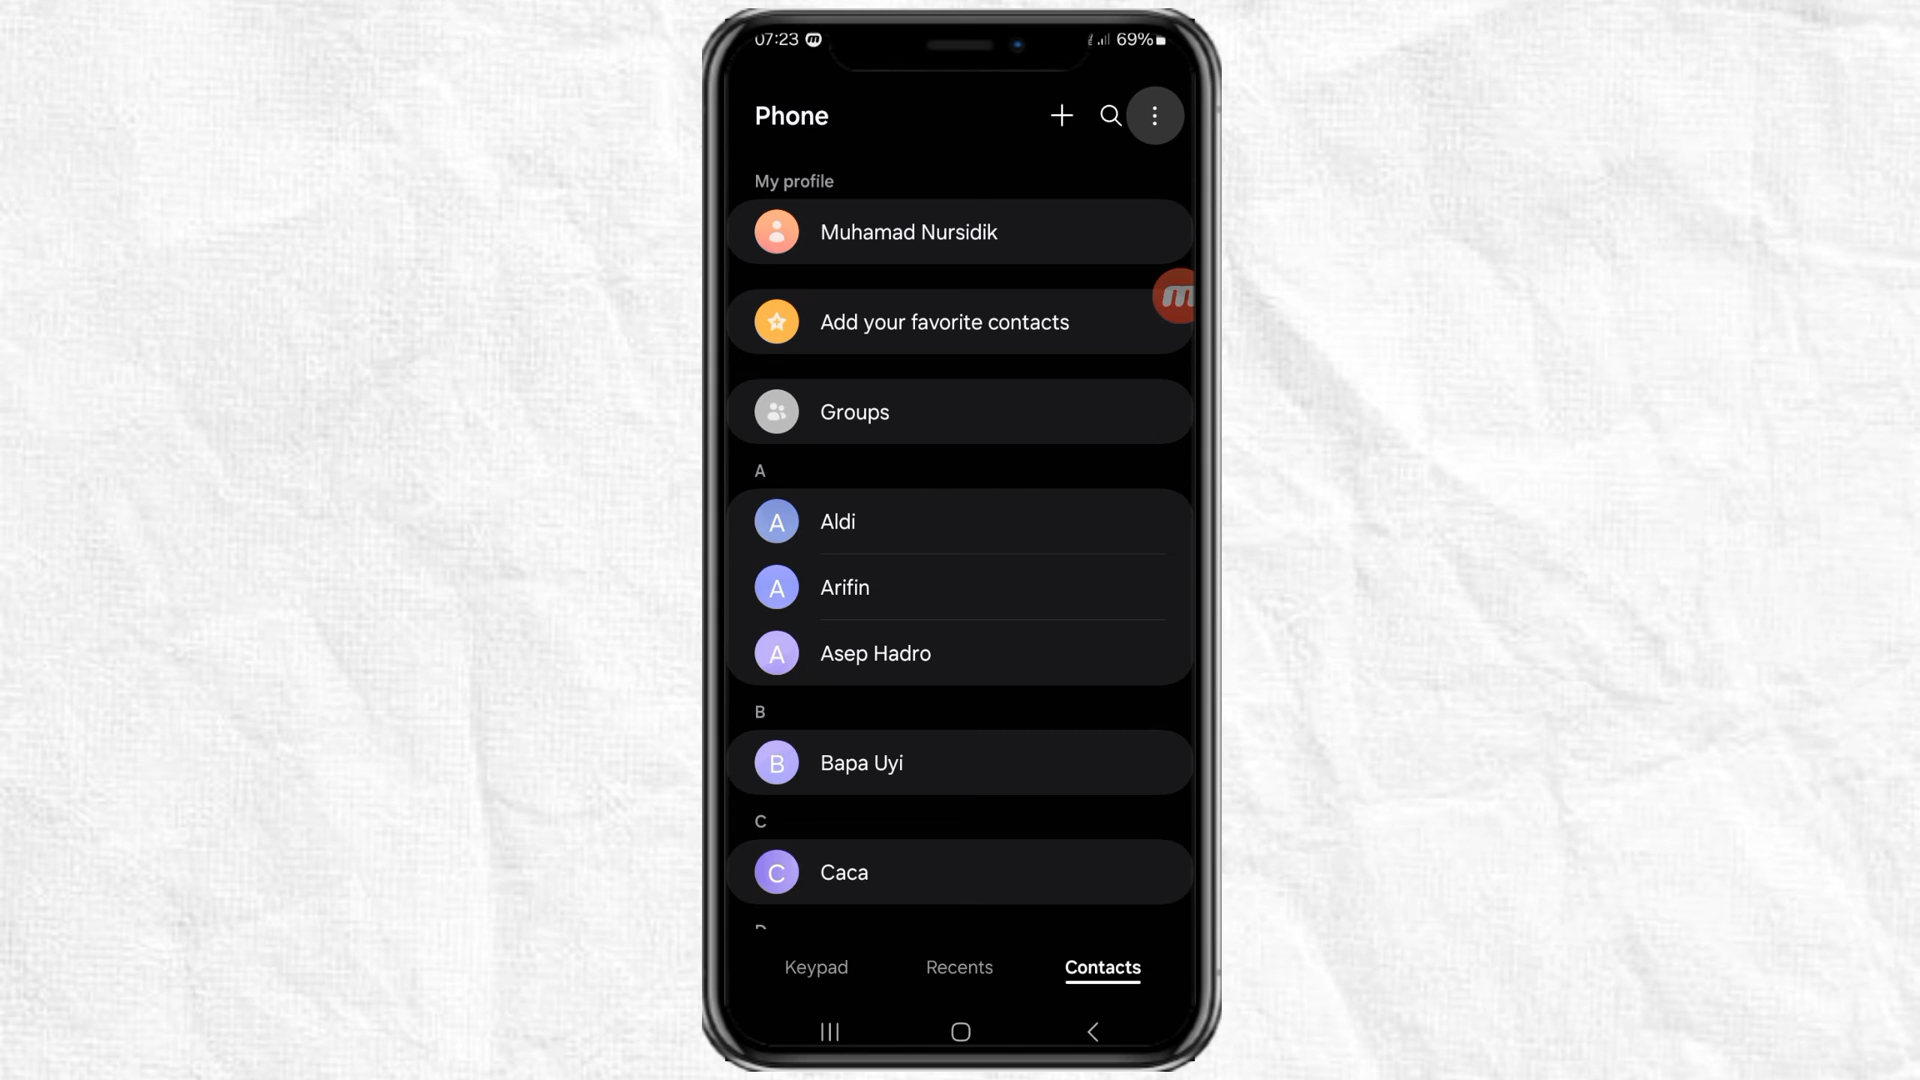 07:23
69%
Phone
My profile
Muhamad Nursidik
Add your favorite contacts
Groups
A
A Aldi
A Arifin
A Asep Hadro
B
B Bapa Uyi
C
C Caca
Keypad Recents Contacts